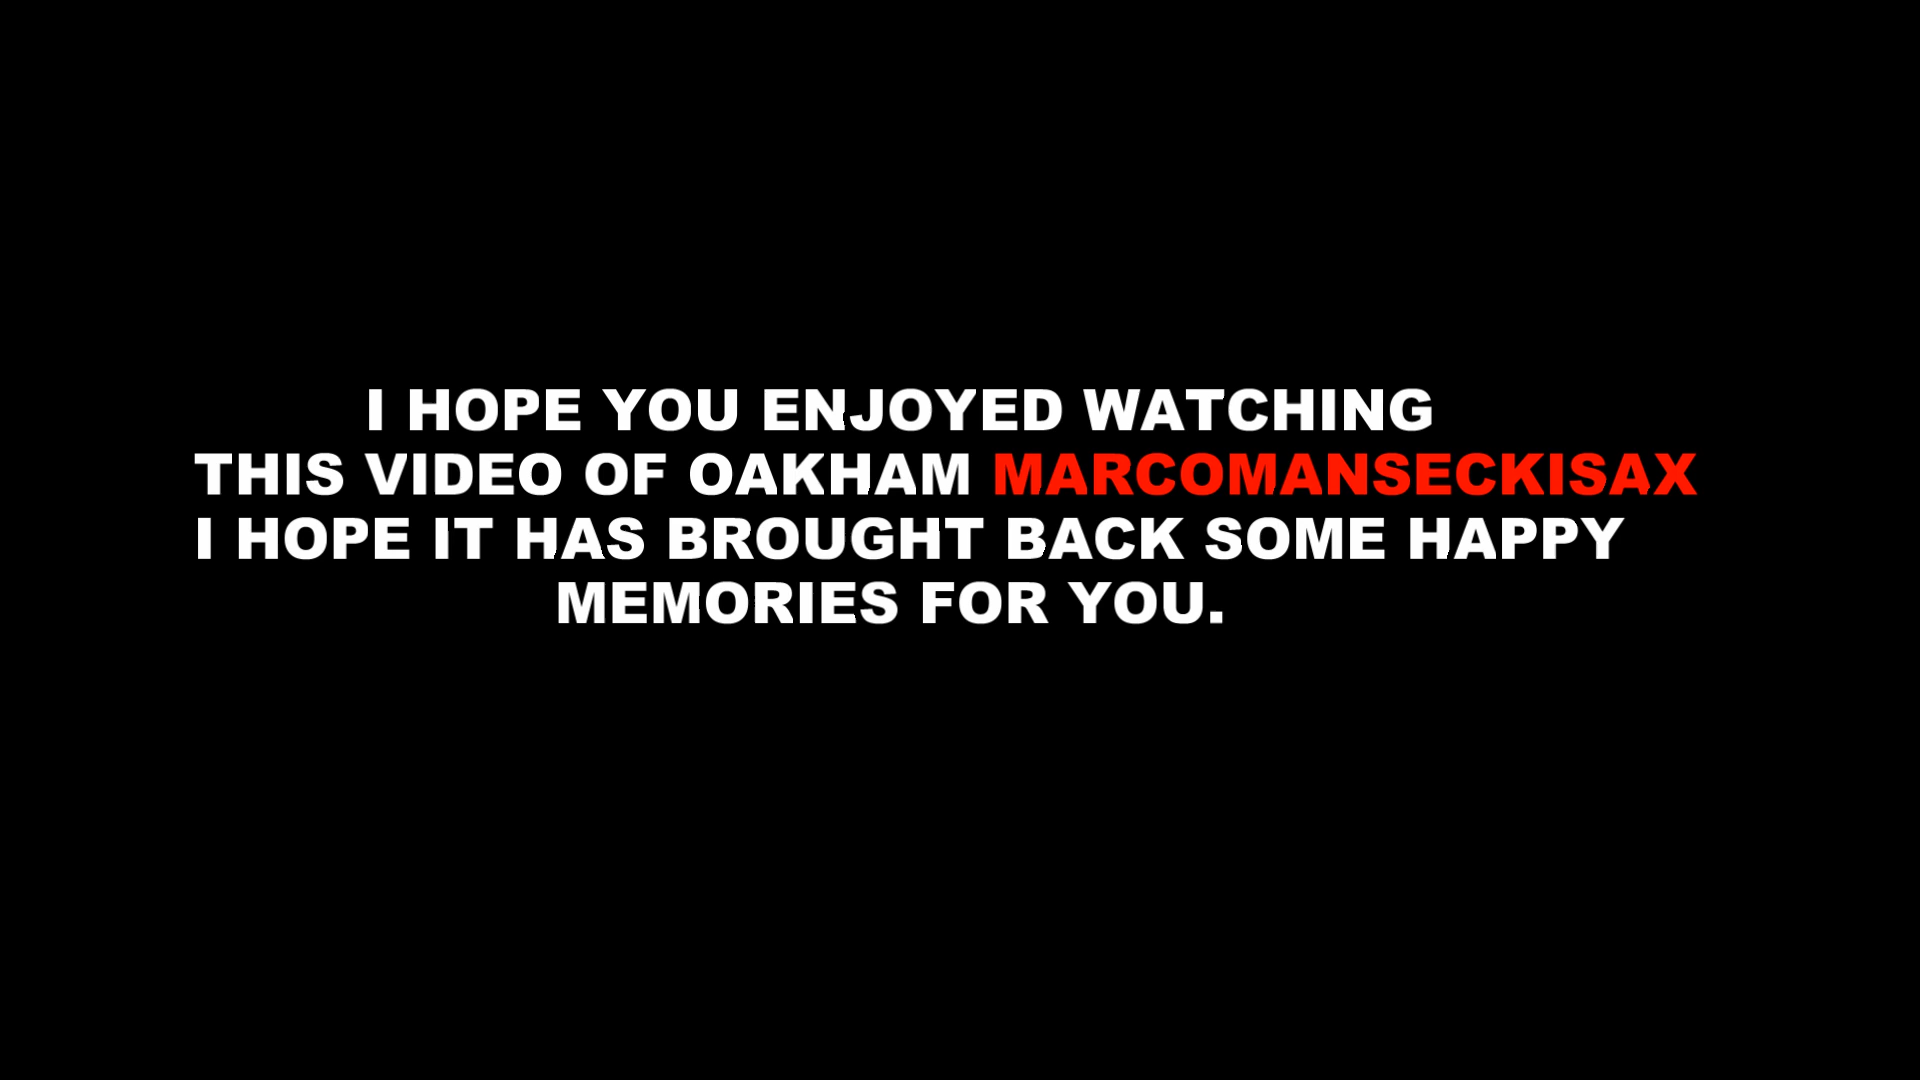 I HOPE YOU ENJOYED WATCHING
THIS VIDEO OF OAKHAM MARCOMANSECKISAX
I HOPE IT HAS BROUGHT BACK SOME HAPPY
MEMORIES FOR YOU.